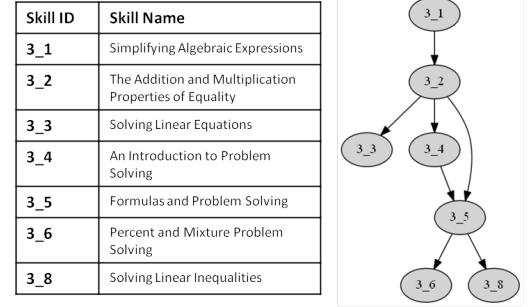 Skill ID Skill Name
3_1 Simplifying Algebraic Expressions
3_2 The Addition and Multiplication
Properties of Equality
3_3 Solving Linear Equations
3_4 An Introduction to Problem
Solving
3_5 Formulas and Problem Solving
3_6 Percent and Mixture Problem
Solving
3_8 Solving Linear Inequalities
3_1
3_2
3_3 3_4
3_5
3_6 3_8